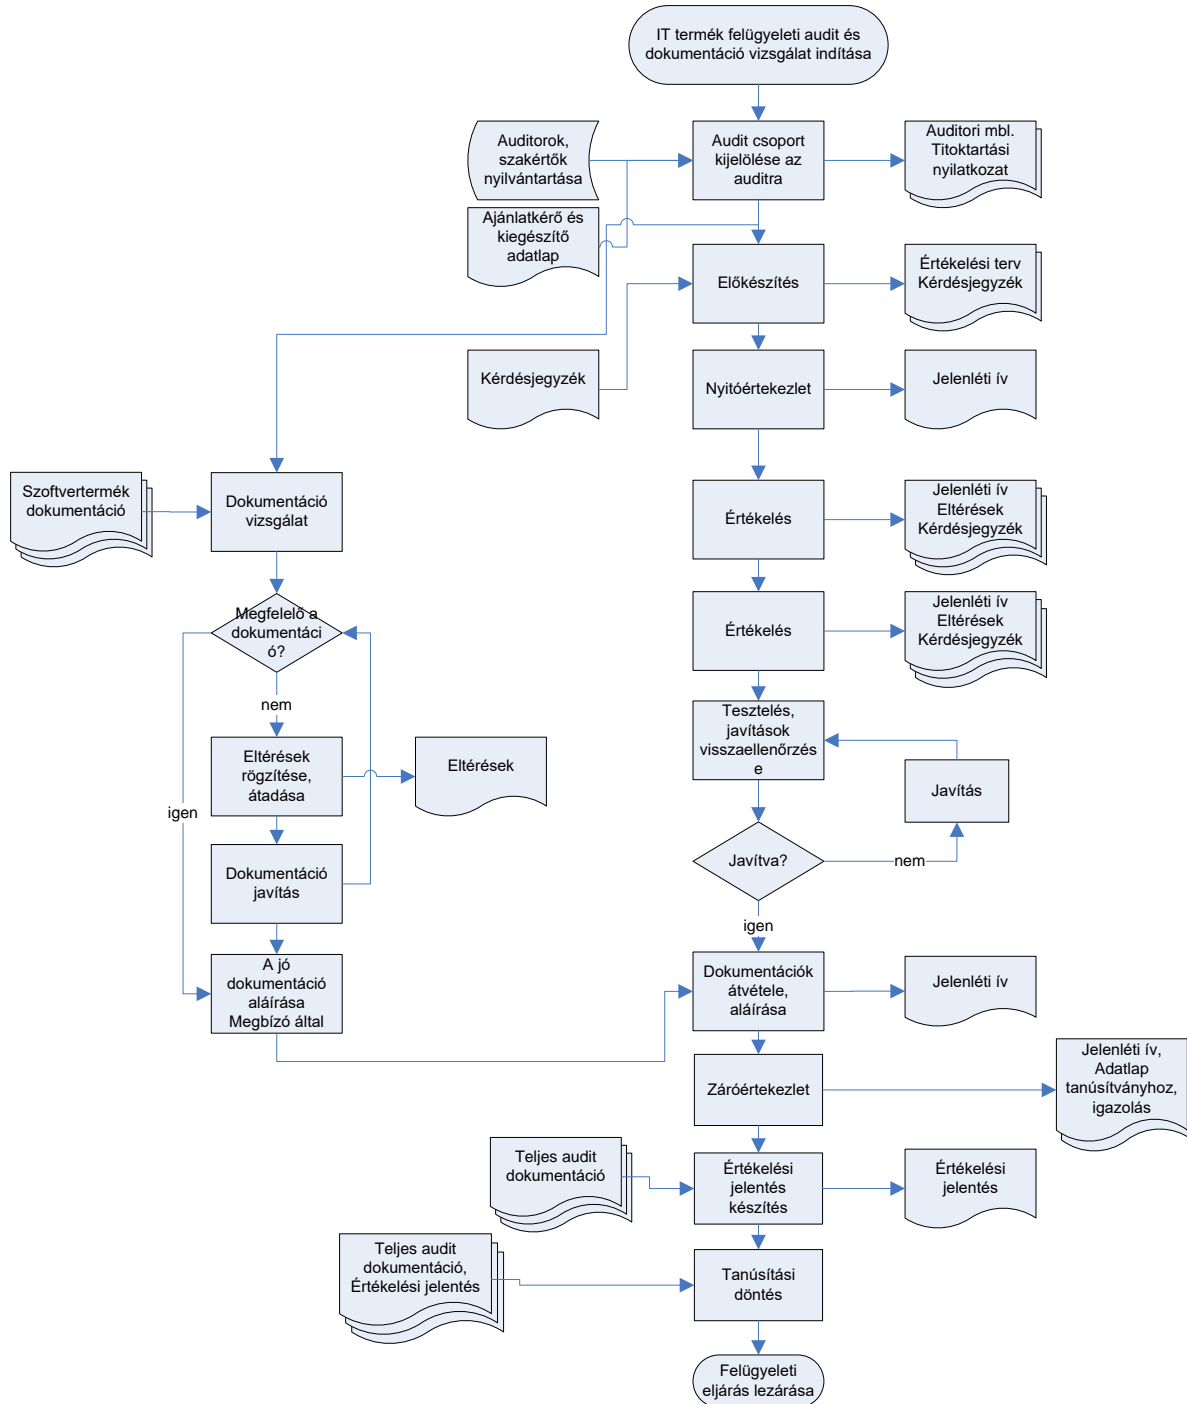 IT termék felügyeleti audit és
dokumentáció vizsgálat indítása
Auditorok,
szakértők
nyilvántartása
Audit csoport
kijelölése az
auditra
Auditori mbl.
Titoktartási
nyilatkozat
Ajánlatkérő és
kiegészítő
adatlap
Előkészítés
Értékelési terv
Kérdésjegyzék
Kérdésjegyzék
Nyitóértekezlet
Jelenléti ív
Szoftvertermék
dokumentáció
Dokumentáció
vizsgálat
Értékelés
Jelenléti ív
Eltérések
Kérdésjegyzék
Megfelelő a
dokumentáci
ó?
Értékelés
Jelenléti ív
Eltérések
Kérdésjegyzék
nem
Tesztelés,
javítások
visszaellenőrzés
e
Eltérések
rögzítése,
átadása
Eltérések
Javítás
igen
Dokumentáció
javítás
Javítva?
nem
igen
A jó
dokumentáció
aláírása
Megbízó által
Dokumentációk
átvétele,
aláírása
Jelenléti ív
Záróértekezlet
Jelenléti ív,
Adatlap
tanúsítványhoz,
igazolás
Teljes audit
dokumentáció
Értékelési
jelentés
készítés
Értékelési
jelentés
Teljes audit
dokumentáció,
Értékelési jelentés
Tanúsítási
döntés
Felügyeleti
eljárás lezárása